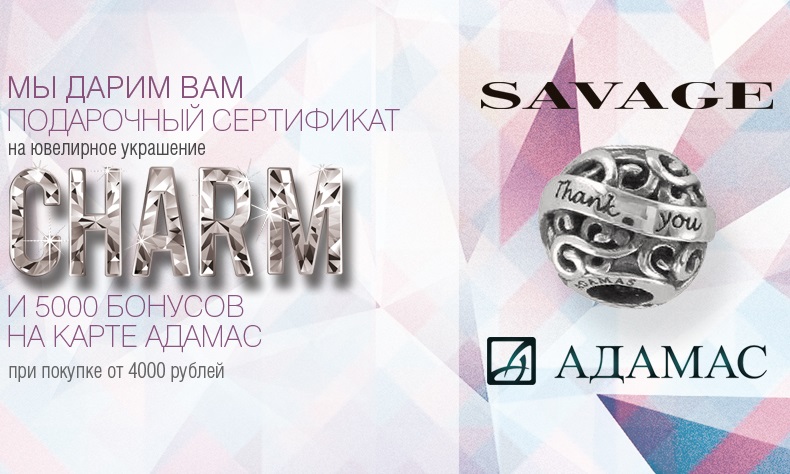 МЫ ДАРИМ ВАМ
ПОДАРОЧНЫЙ СЕРТИФИКАТ
на ювелирное украшение
CHARM
И 5000 БОНУСОВ
НА КАРТЕ АДАМАС
при покупке от 4000 рублей
SAVAGE
Thank you
ADAMAS
АДАМАС